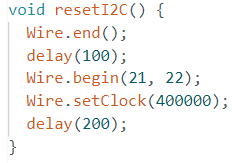 void resetI2C() {
  Wire.end();
  delay(100);
  Wire.begin(21, 22);
  Wire.setClock(400000);
  delay(200);
}